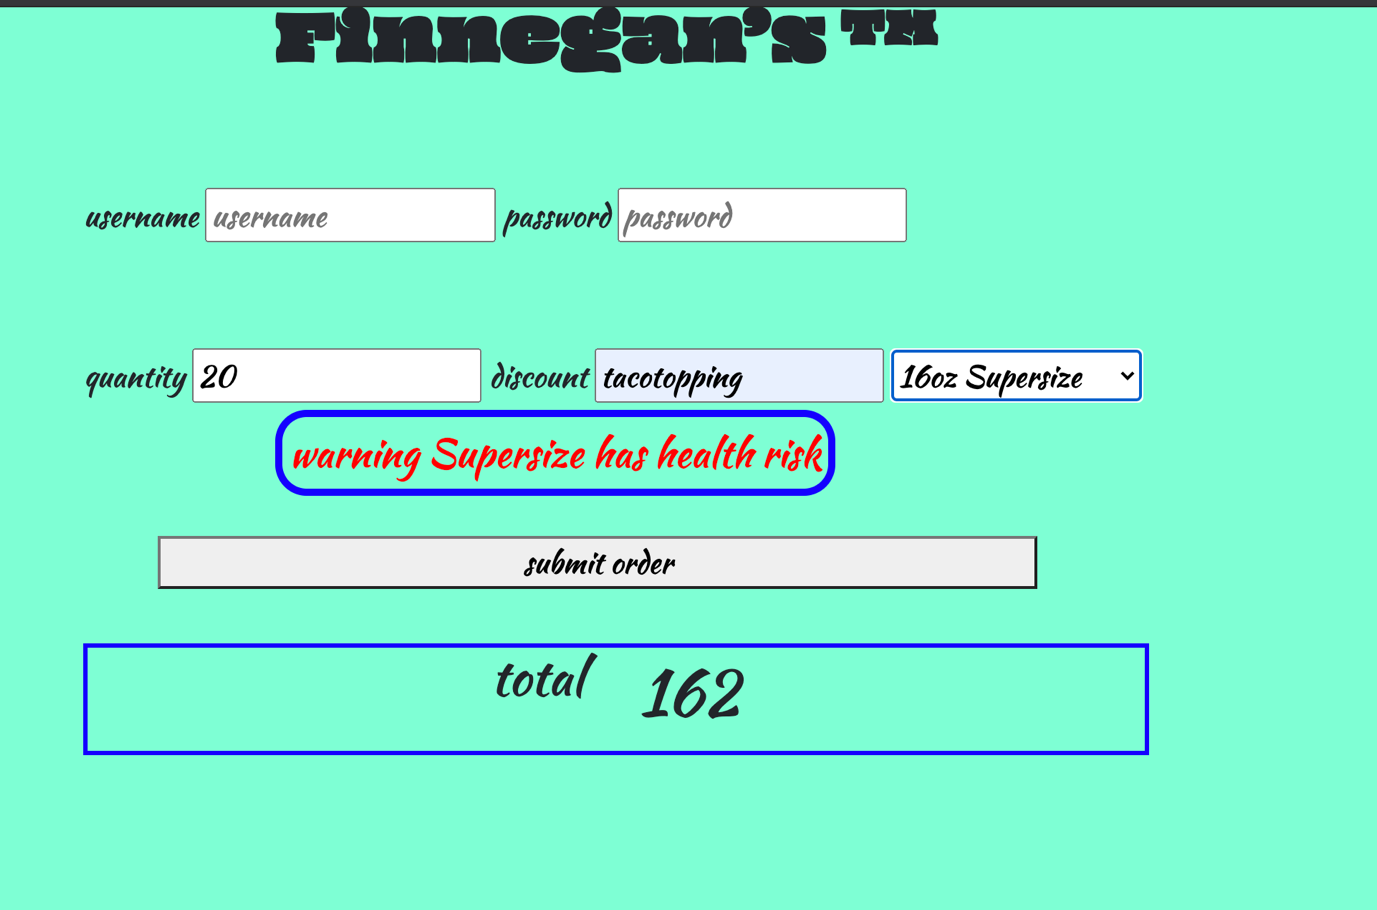 Finnegan's ™
username username password password
quantity 20 discount tacotopping 16oz Supersize
warning Supersize has health risk
submit order
total 162